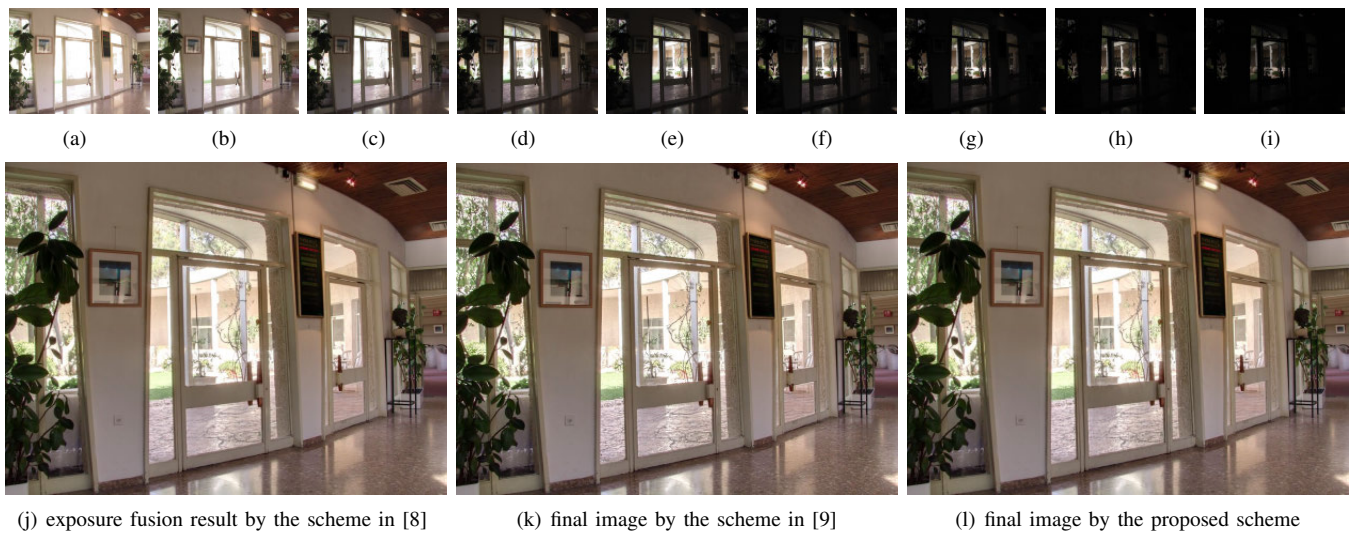 (a) (b) (c) (d) (e) (f) (g) (h) (i)
(j) exposure fusion result by the scheme in [8] (k) final image by the scheme in [9] (l) final image by the proposed scheme